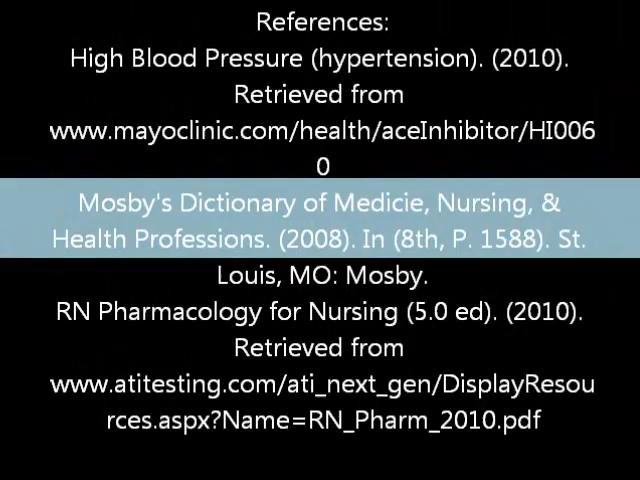 References:
High Blood Pressure (hypertension). (2010).
Retrieved from
www.mayoclinic.com/health/aceInhibitor/HI006
0
Mosby's Dictionary of Medicie, Nursing, &
Health Professions. (2008). In (8th, P. 1588). St.
Louis, MO: Mosby.
RN Pharmacology for Nursing (5.0 ed). (2010).
Retrieved from
www.atitesting.com/ati_next_gen/DisplayResou
rces.aspx?Name=RN_Pharm_2010.pdf